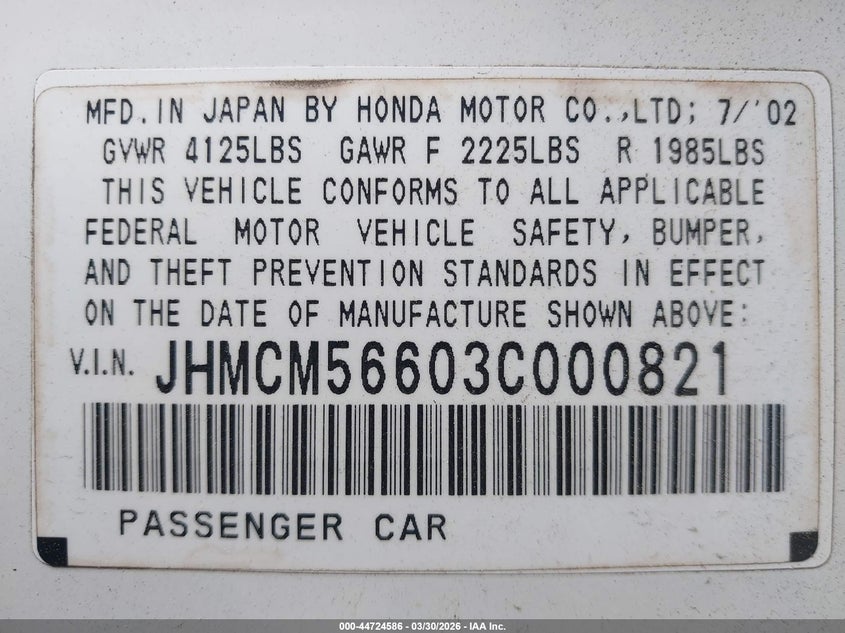 MFD. IN JAPAN BY HONDA MOTOR CO.,LTD; 7/'02
GVWR 4125LBS GAWR F 2225LBS R 1985LBS
THIS VEHICLE CONFORMS TO ALL APPLICABLE
FEDERAL MOTOR VEHICLE SAFETY, BUMPER,
AND THEFT PREVENTION STANDARDS IN EFFECT
ON THE DATE OF MANUFACTURE SHOWN ABOVE:
V.I.N. JHMCM56603C000821
PASSENGER CAR
000-44724586 - 03/30/2026 - IAA Inc.